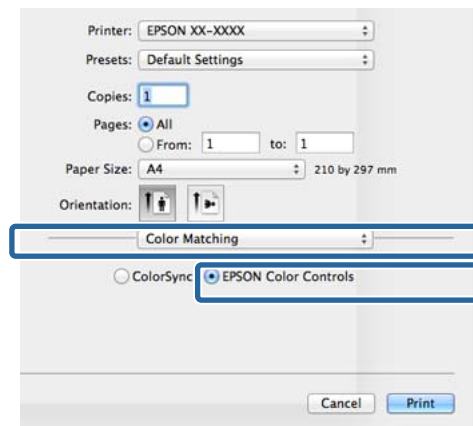 Printer: EPSON XX-XXXX
Presets: Default Settings
Copies: 1
Pages: All
From: 1 to: 1
Paper Size: A4 210 by 297 mm
Orientation:
Color Matching
ColorSync EPSON Color Controls
Cancel Print